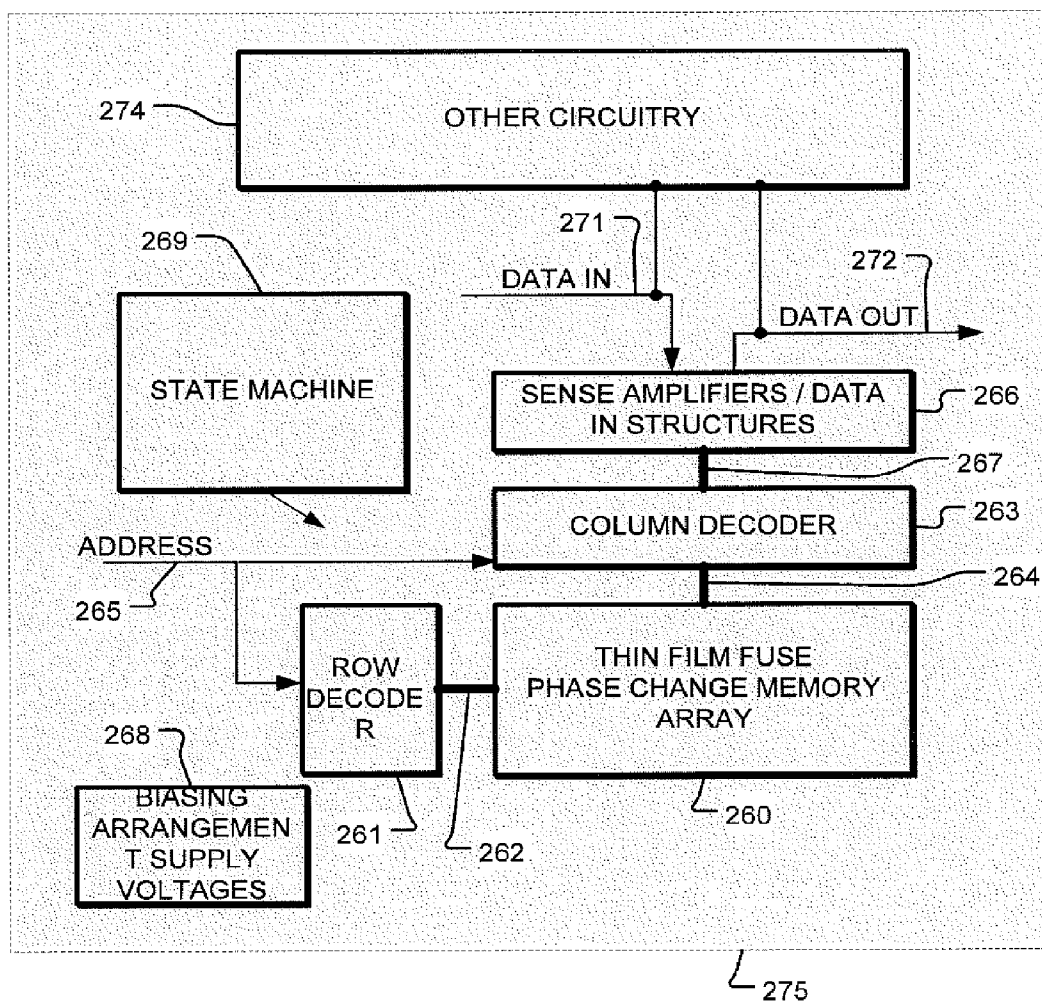 OTHER CIRCUITRY
274
271
269
272
DATA IN
DATA OUT
STATE MACHINE
SENSE AMPLIFIERS / DATA
IN STRUCTURES
266
267
COLUMN DECODER
263
ADDRESS
264
265
ROW
DECODE
R
THIN FILM FUSE
PHASE CHANGE MEMORY
ARRAY
268
BIASING
ARRANGEMEN
T SUPPLY
VOLTAGES
261
262
260
275